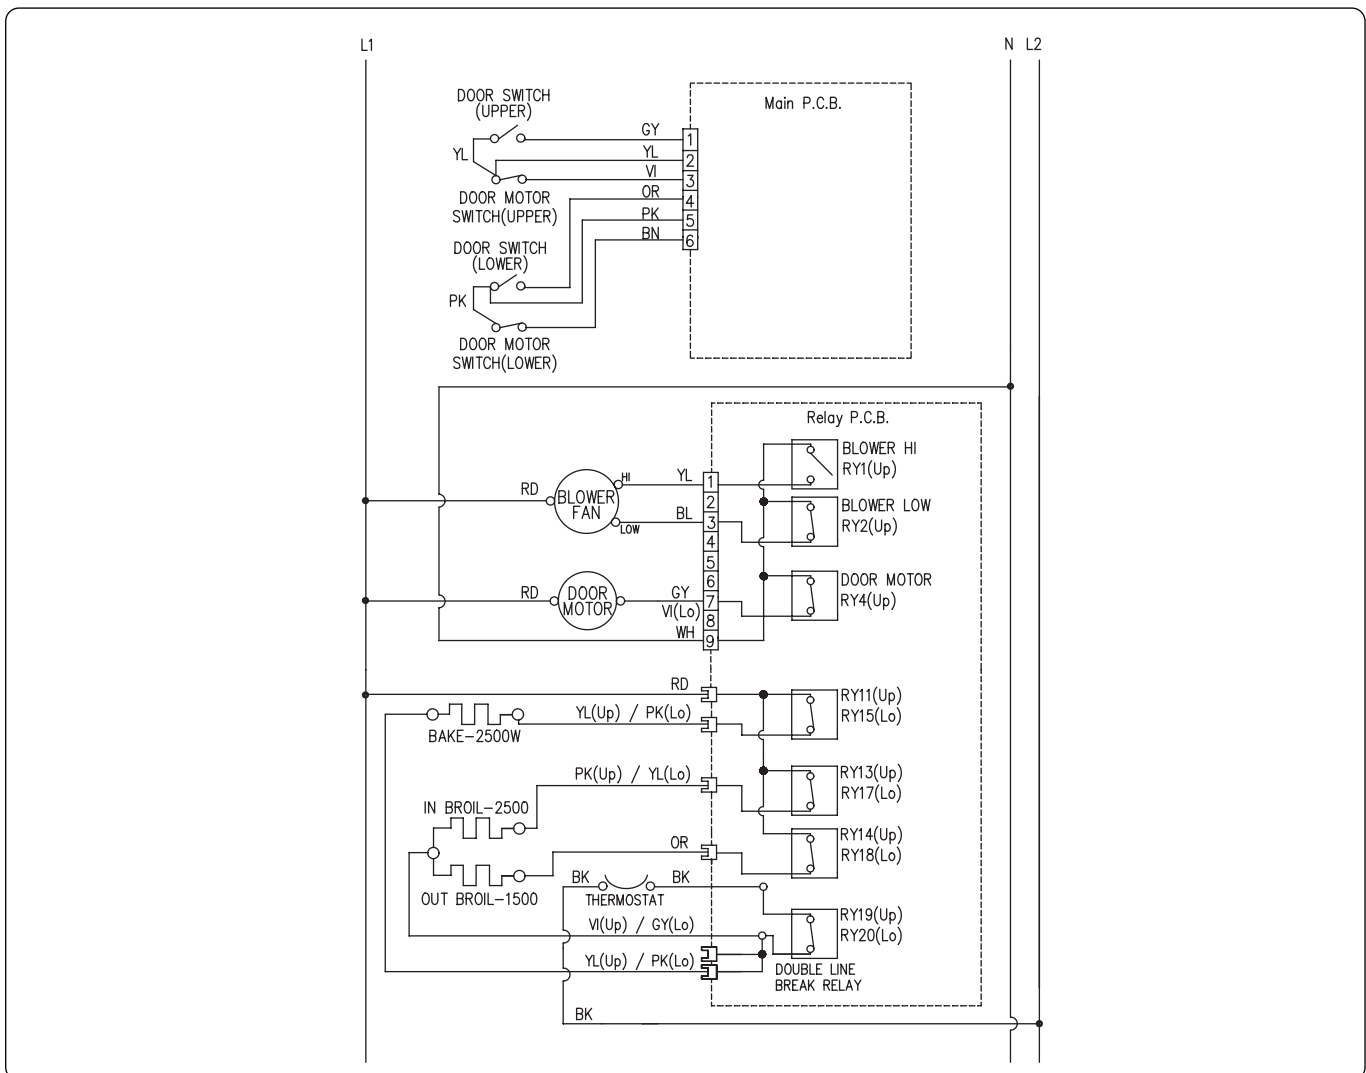 L1
N L2
Main P.C.B.
DOOR SWITCH
(UPPER)
GY
1
YL
YL
2
VI
3
DOOR MOTOR
SWITCH(UPPER)
OR
4
PK
5
BN
6
DOOR SWITCH
(LOWER)
PK
DOOR MOTOR
SWITCH(LOWER)
Relay P.C.B.
BLOWER HI
RY1(Up)
RD
BLOWER
FAN
HI
YL
1
2
BLOWER LOW
RY2(Up)
LOW
BL
3
4
5
6
DOOR MOTOR
RY4(Up)
RD
DOOR
MOTOR
GY
VI(Lo)
7
8
WH
9
RD
RY11(Up)
RY15(Lo)
YL(Up) / PK(Lo)
BAKE-2500W
PK(Up) / YL(Lo)
RY13(Up)
RY17(Lo)
IN BROIL-2500
RY14(Up)
RY18(Lo)
OR
OUT BROIL-1500
BK
BK
THERMOSTAT
RY19(Up)
RY20(Lo)
VI(Up) / GY(Lo)
YL(Up) / PK(Lo)
DOUBLE LINE
BREAK RELAY
BK